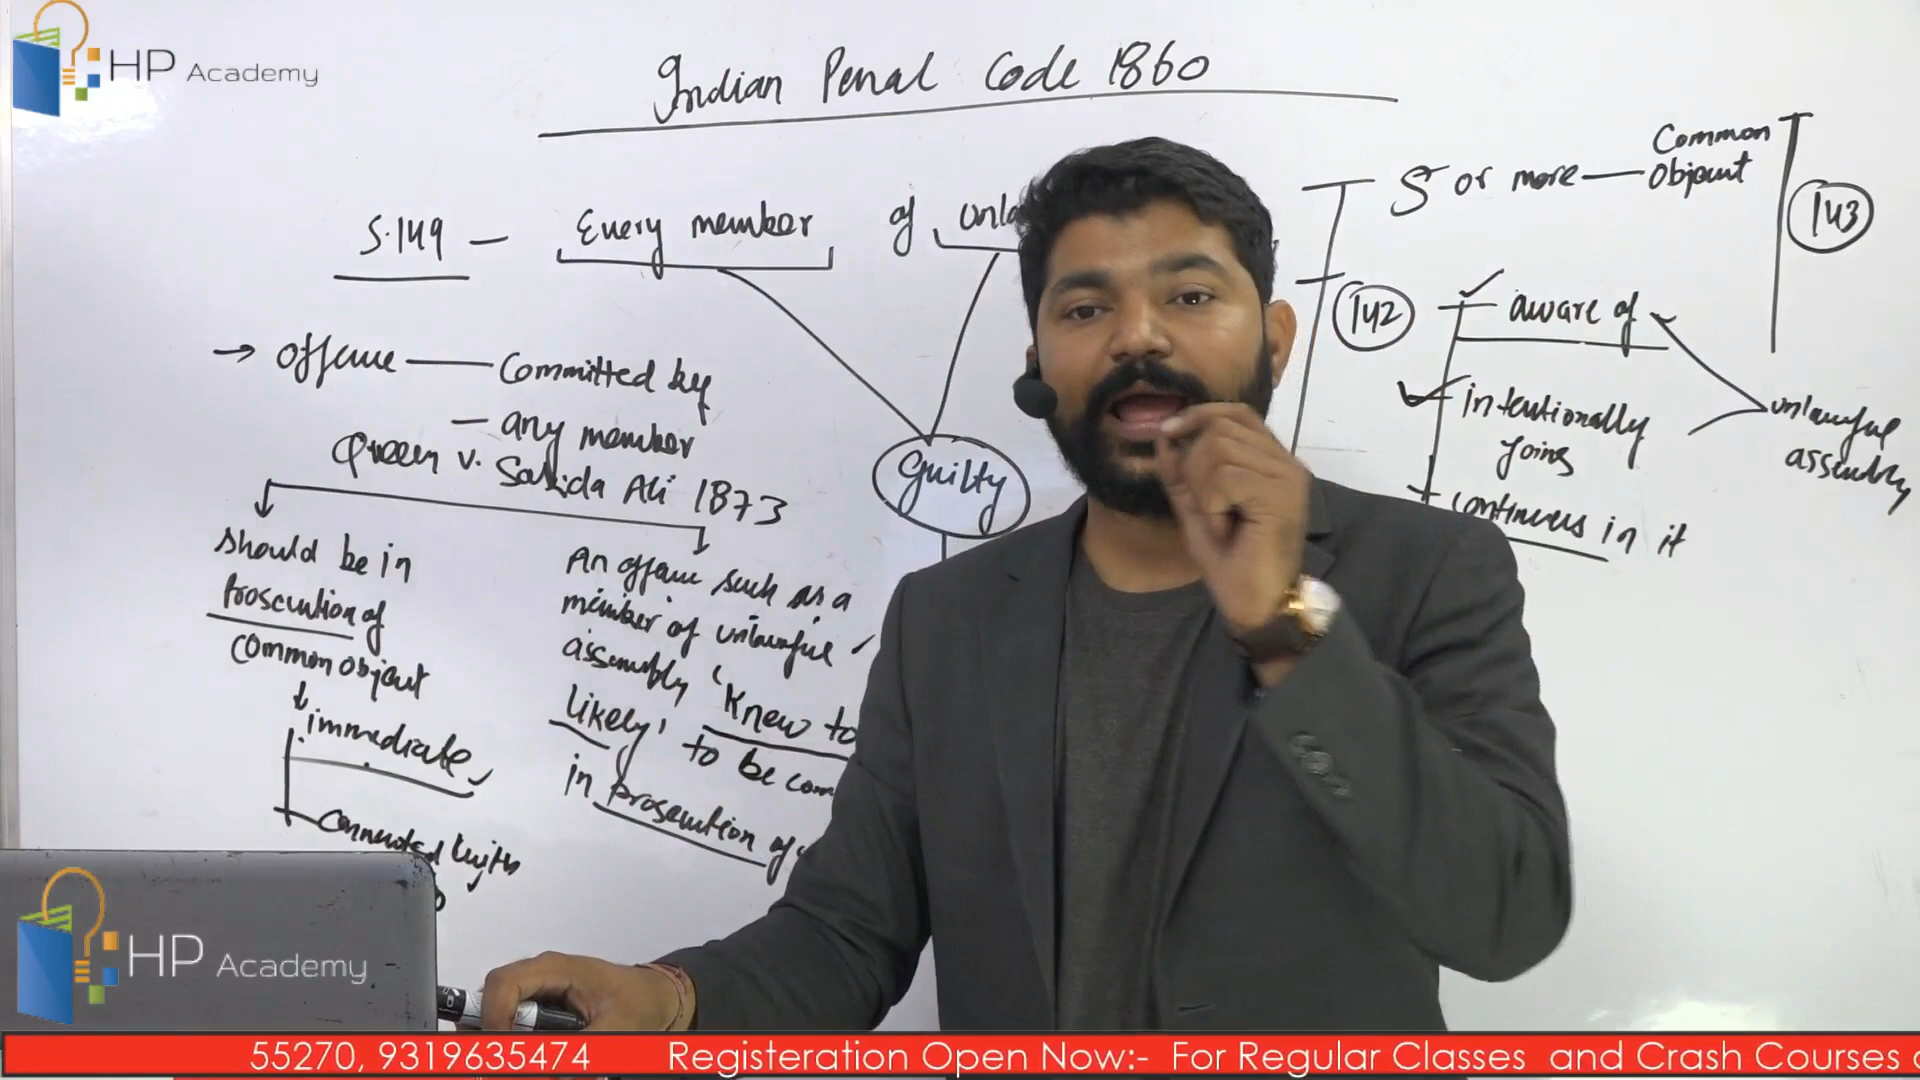 HP Academy
Indian Penal Code 1860
S.149 — Every member of unla
→ offence — Committed by
— any member
Queen v. Sabida Ali 1873
Should be in
Prosecution of
Common object
immediate
Connected with
An offence such as a
member of unlawful
assembly 'Knew to
likely' to be com
in Prosecution of
Guilty
5 or more — Common
Object
143
142
aware of
intentionally
joins
continues in it
unlawful
assembly
HP Academy
55270, 9319635474 Registeration Open Now:- For Regular Classes and Crash Courses